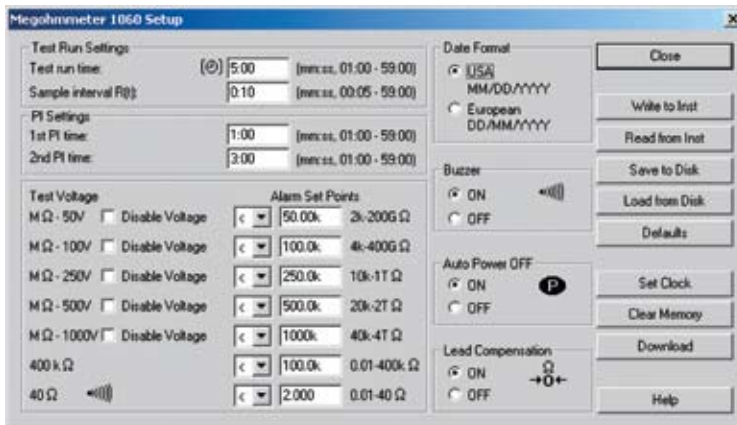 Megohmmeter 1060 Setup
Test Run Settings
Test run time: 5:00 (mm:ss, 01:00 - 59:00)
Sample interval R(t): 0:10 (mm:ss, 00:05 - 59:00)
PI Settings
1st PI time: 1:00 (mm:ss, 01:00 - 59:00)
2nd PI time: 3:00 (mm:ss, 01:00 - 59:00)
Test Voltage Alarm Set Points
MΩ - 50V Disable Voltage < 50.00k 2k-200G Ω
MΩ - 100V Disable Voltage < 100.0k 4k-400G Ω
MΩ - 250V Disable Voltage < 250.0k 10k-1T Ω
MΩ - 500V Disable Voltage < 500.0k 20k-2T Ω
MΩ - 1000V Disable Voltage < 1000k 40k-4T Ω
400 k Ω < 100.0k 0.01-400k Ω
40 Ω < 2.000 0.01-40 Ω
Date Format
USA
MM/DD/YYYY
European
DD/MM/YYYY
Buzzer
ON
OFF
Auto Power OFF
ON P
OFF
Lead Compensation
ON Ω
→0←
OFF
Close
Write to Inst
Read from Inst
Save to Disk
Load from Disk
Defaults
Set Clock
Clear Memory
Download
Help